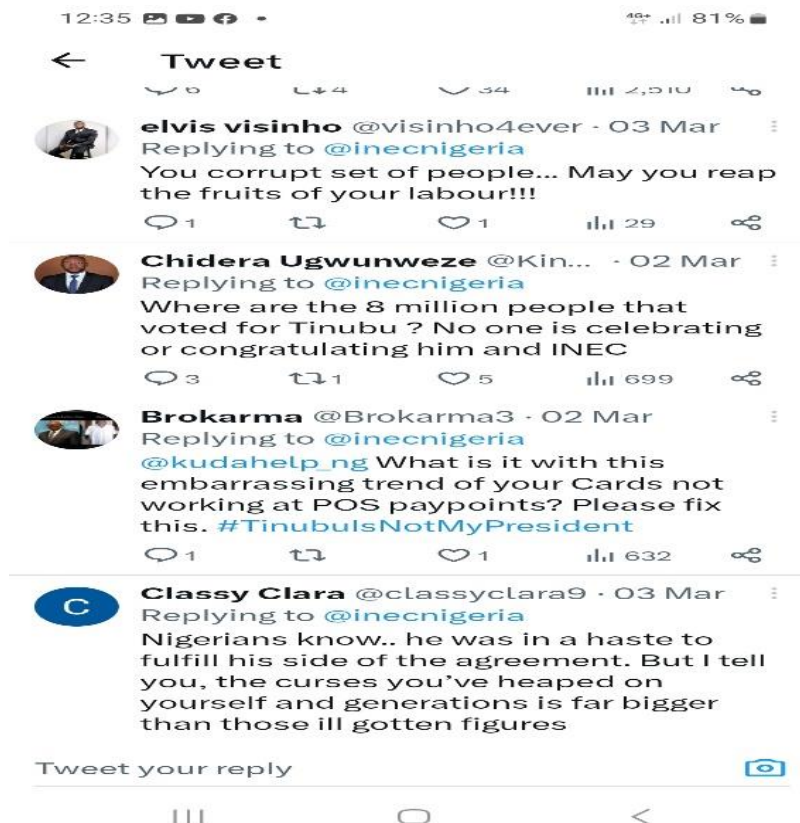 12:35
4G+ 81%
Tweet
6 4 34 2,510
elvis visinho @visinho4ever · 03 Mar
Replying to @inecnigeria
You corrupt set of people... May you reap
the fruits of your labour!!!
1 1 29
Chidera Ugwunweze @Kin... · 02 Mar
Replying to @inecnigeria
Where are the 8 million people that
voted for Tinubu ? No one is celebrating
or congratulating him and INEC
3 1 5 699
Brokarma @Brokarma3 · 02 Mar
Replying to @inecnigeria
@kudahelp_ng What is it with this
embarrassing trend of your Cards not
working at POS paypoints? Please fix
this. #TinubuIsNotMyPresident
1 1 632
C
Classy Clara @classyclara9 · 03 Mar
Replying to @inecnigeria
Nigerians know.. he was in a haste to
fulfill his side of the agreement. But I tell
you, the curses you’ve heaped on
yourself and generations is far bigger
than those ill gotten figures
Tweet your reply